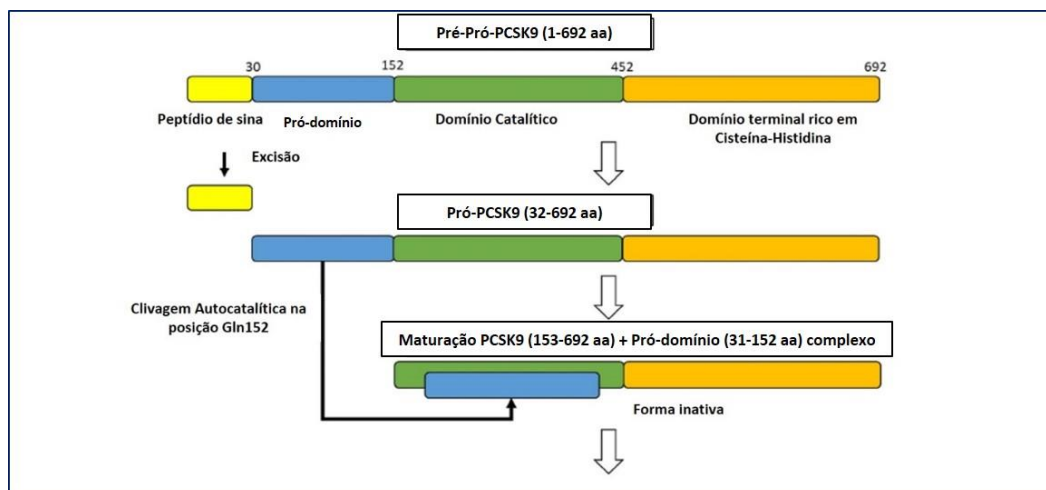 Pré-Pró-PCSK9 (1-692 aa)
30 152 452 692
Peptídio de sina Pró-domínio Domínio Catalítico Domínio terminal rico em
Cisteína-Histidina
Excisão
Pró-PCSK9 (32-692 aa)
Clivagem Autocatalítica na
posição Gln152
Maturação PCSK9 (153-692 aa) + Pró-domínio (31-152 aa) complexo
Forma inativa